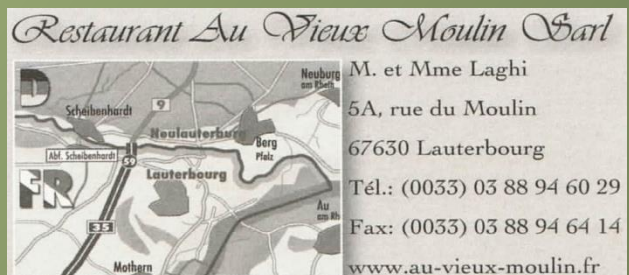 Restaurant Au Vieux Moulin Sarl
M. et Mme Laghi
5A, rue du Moulin
67630 Lauterbourg
Tél.: (0033) 03 88 94 60 29
Fax: (0033) 03 88 94 64 14
www.au-vieux-moulin.fr
D
Neuburg
am Rhein
Scheibenhardt
9
Neulauterburg
Berg
Pfalz
Abf. Scheibenhardt
59
FR
Lauterbourg
Au
am Rh
35
Mothern